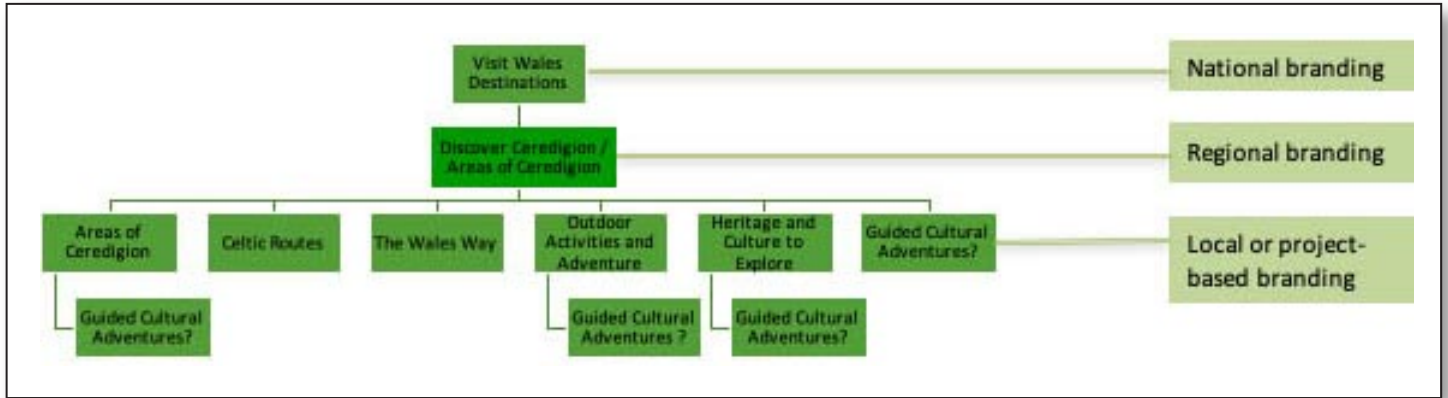 Visit Wales
Destinations
National branding
Discover Ceredigion /
Areas of Ceredigion
Regional branding
Areas of
Ceredigion
Celtic Routes
The Wales Way
Outdoor
Activities and
Adventure
Heritage and
Culture to
Explore
Guided Cultural
Adventures?
Local or project-
based branding
Guided Cultural
Adventures?
Guided Cultural
Adventures ?
Guided Cultural
Adventures?